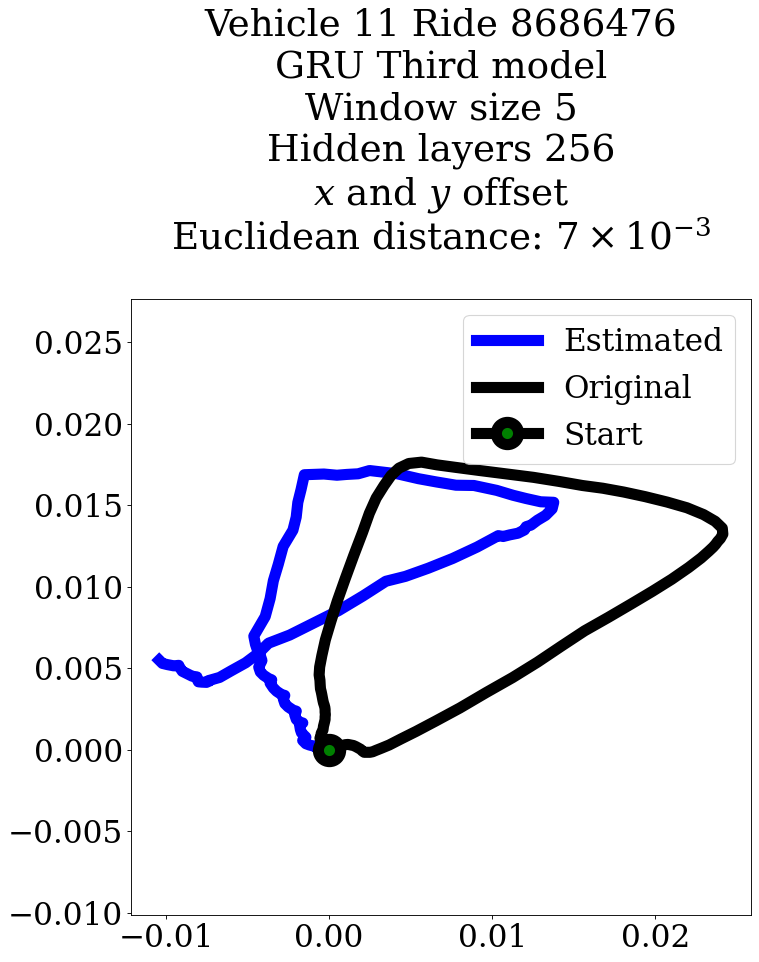 Vehicle 11 Ride 8686476
GRU Third model
Window size 5
Hidden layers 256
x and y offset
Euclidean distance: 7 × 10⁻³
Estimated
Original
Start
0.025
0.020
0.015
0.010
0.005
0.000
−0.005
−0.010
−0.01 0.00 0.01 0.02